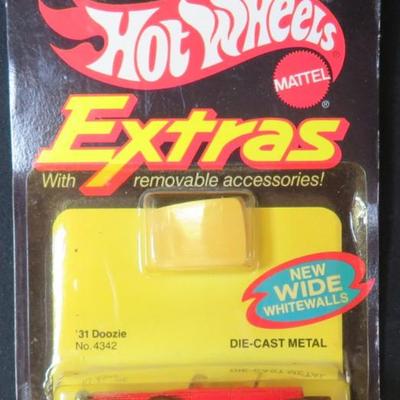 Hot Wheels
MATTEL
®
Extras
With removable accessories!
NEW
WIDE
WHITEWALLS
'31 Doozie
No. 4342
DIE-CAST METAL